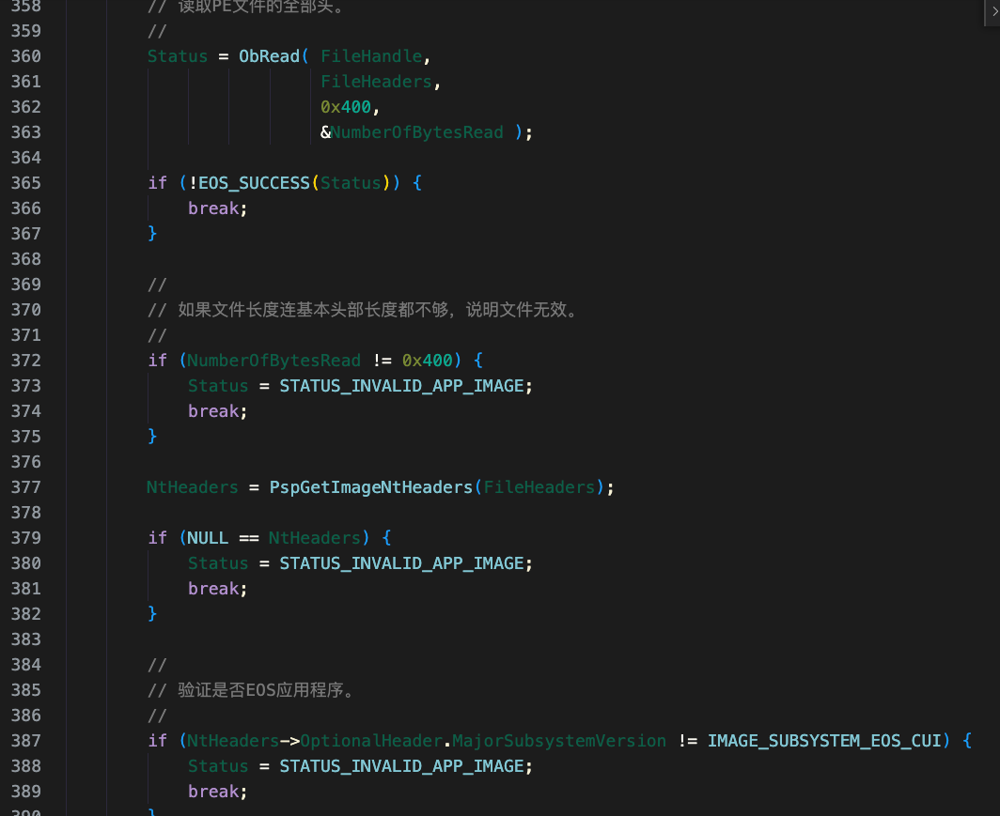 358 // 读取PE文件的全部头。
359 //
360 Status = ObRead( FileHandle,
361 FileHeaders,
362 0x400,
363 &NumberOfBytesRead );
364
365 if (!EOS_SUCCESS(Status)) {
366 break;
367 }
368
369 //
370 // 如果文件长度连基本头部长度都不够，说明文件无效。
371 //
372 if (NumberOfBytesRead != 0x400) {
373 Status = STATUS_INVALID_APP_IMAGE;
374 break;
375 }
376
377 NtHeaders = PspGetImageNtHeaders(FileHeaders);
378
379 if (NULL == NtHeaders) {
380 Status = STATUS_INVALID_APP_IMAGE;
381 break;
382 }
383
384 //
385 // 验证是否EOS应用程序。
386 //
387 if (NtHeaders->OptionalHeader.MajorSubsystemVersion != IMAGE_SUBSYSTEM_EOS_CUI) {
388 Status = STATUS_INVALID_APP_IMAGE;
389 break;
390 }